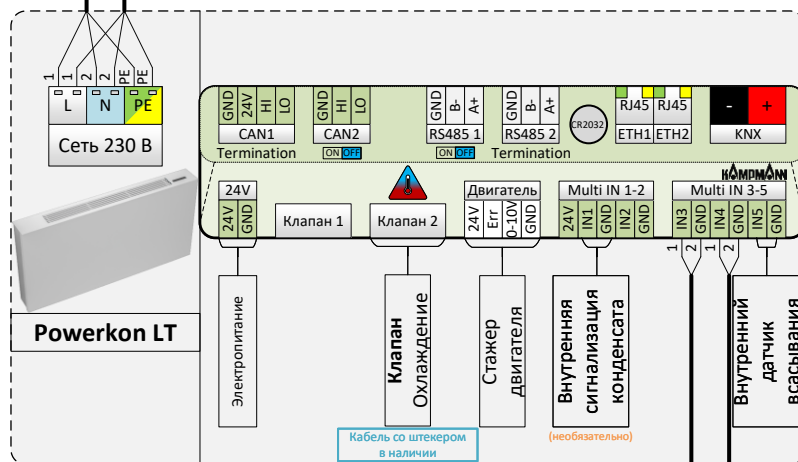 1 1 2 2 PE PE
L N PE
Сеть 230 В
GND 24V HI LO
GND HI LO
GND B- A+
GND B- A+
CR2032
RJ45 RJ45
- +
CAN1 CAN2 RS485 1 RS485 2 ETH1 ETH2 KNX
Termination ON OFF ON OFF Termination
KAMPMANN
24V
24V GND
Клапан 1
Клапан 2
Двигатель
24V Err 0-10V GND
Multi IN 1-2
24V IN1 GND IN2 GND
Multi IN 3-5
IN3 GND IN4 GND IN5 GND
1 2 1 2
Powerkon LT
Электропитание
Клапан
Охлаждение
Стажер
двигателя
Внутренняя
сигнализация
конденсата
Внутренний
датчик
всасывания
Кабель со штекером
в наличии
(необязательно)